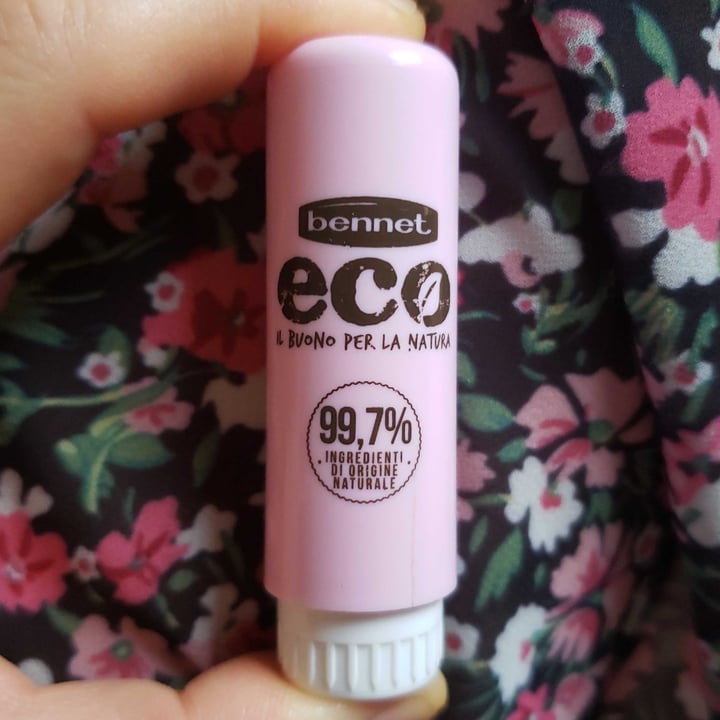 bennet
eco
IL BUONO PER LA NATURA
99,7%
INGREDIENTI
DI ORIGINE
NATURALE